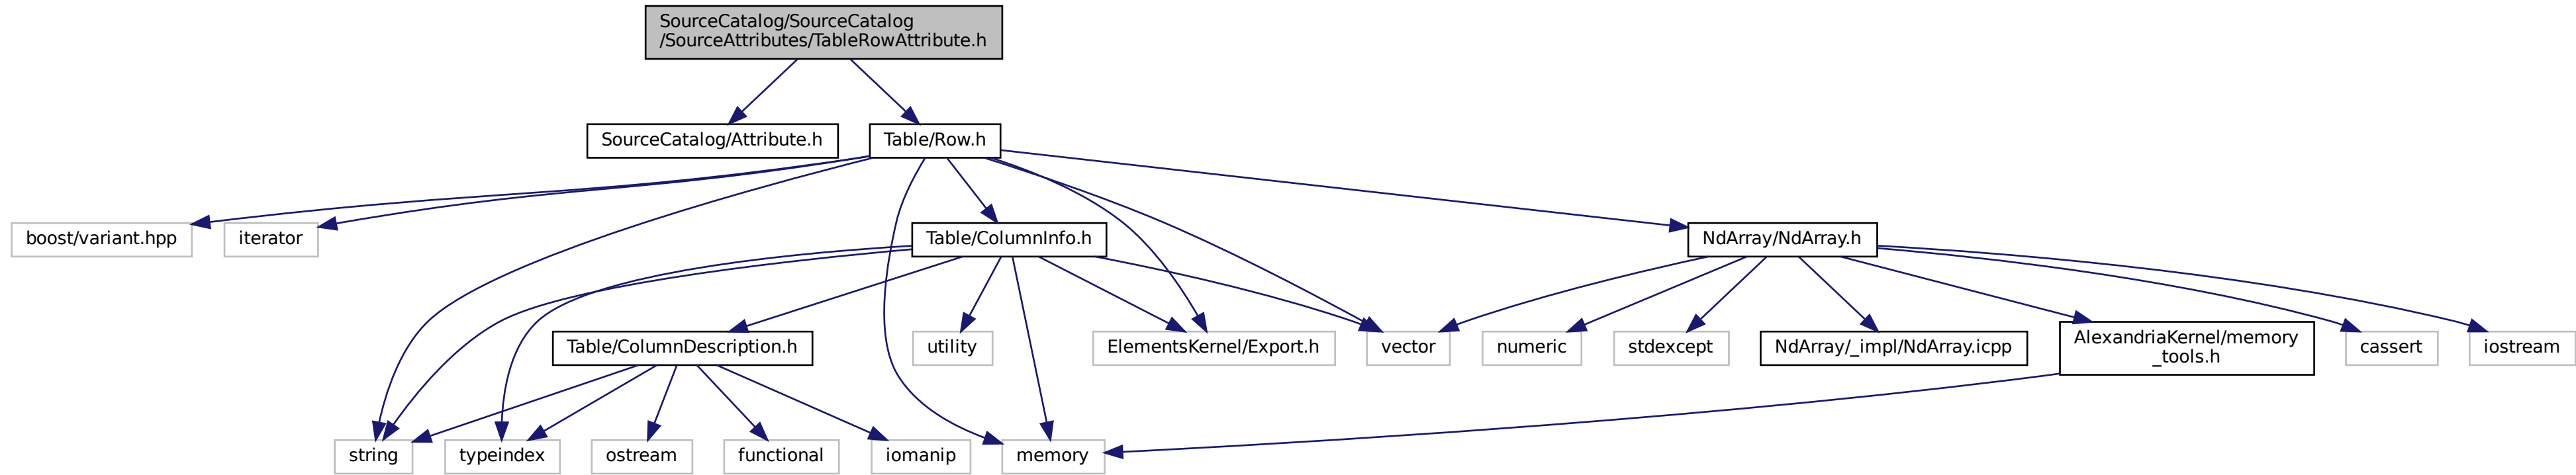 SourceCatalog/SourceCatalog
/SourceAttributes/TableRowAttribute.h
SourceCatalog/Attribute.h
Table/Row.h
boost/variant.hpp
iterator
Table/ColumnInfo.h
NdArray/NdArray.h
Table/ColumnDescription.h
utility
ElementsKernel/Export.h
vector
numeric
stdexcept
NdArray/_impl/NdArray.icpp
AlexandriaKernel/memory
_tools.h
cassert
iostream
string
typeindex
ostream
functional
iomanip
memory